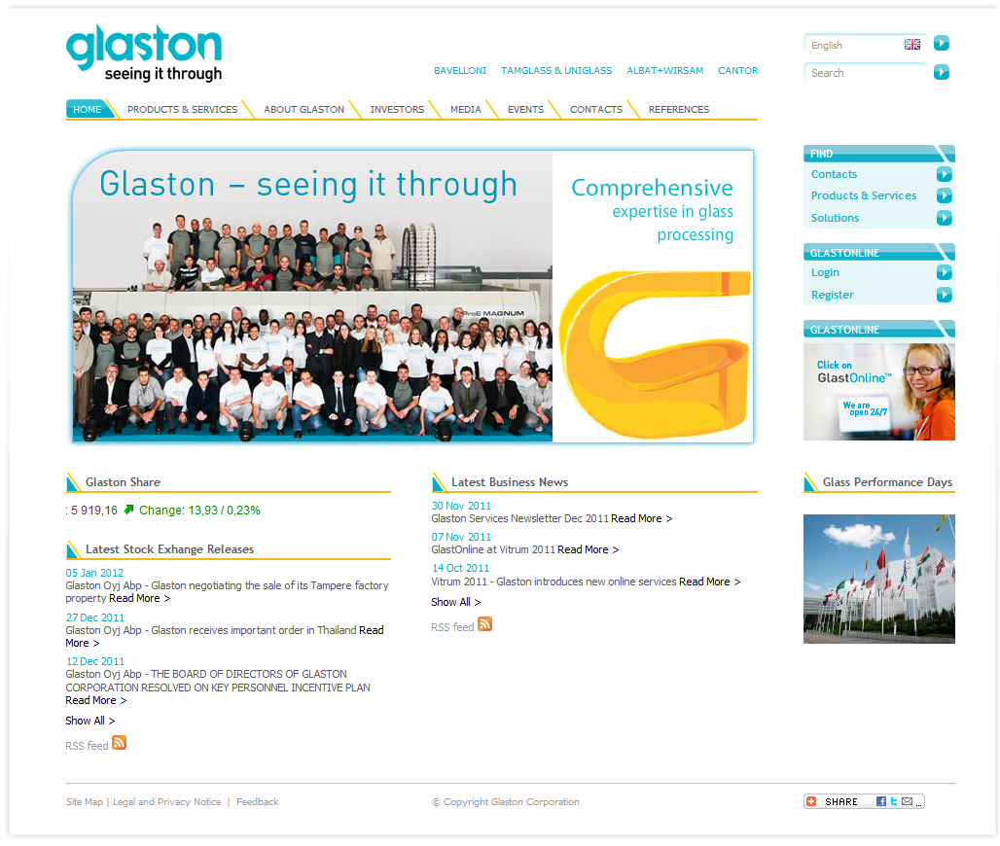 glaston
seeing it through
English
Search
BAVELLONI TAMGLASS & UNIGLASS ALBAT+WIRSAM CANTOR
HOME PRODUCTS & SERVICES ABOUT GLASTON INVESTORS MEDIA EVENTS CONTACTS REFERENCES
Glaston – seeing it through
ProE MAGNUM
Comprehensive
expertise in glass
processing
FIND
Contacts
Products & Services
Solutions
GLASTONLINE
Login
Register
GLASTONLINE
Click on
GlastOnline™
We are
open 24/7
Glaston Share
: 5 919,16 Change: 13,93 / 0,23%
Latest Stock Exhange Releases
05 Jan 2012
Glaston Oyj Abp - Glaston negotiating the sale of its Tampere factory
property Read More >
27 Dec 2011
Glaston Oyj Abp - Glaston receives important order in Thailand Read
More >
12 Dec 2011
Glaston Oyj Abp - THE BOARD OF DIRECTORS OF GLASTON
CORPORATION RESOLVED ON KEY PERSONNEL INCENTIVE PLAN
Read More >
Show All >
RSS feed
Latest Business News
30 Nov 2011
Glaston Services Newsletter Dec 2011 Read More >
07 Nov 2011
GlastOnline at Vitrum 2011 Read More >
14 Oct 2011
Vitrum 2011 - Glaston introduces new online services Read More >
Show All >
RSS feed
Glass Performance Days
Site Map | Legal and Privacy Notice | Feedback
© Copyright Glaston Corporation
SHARE ...